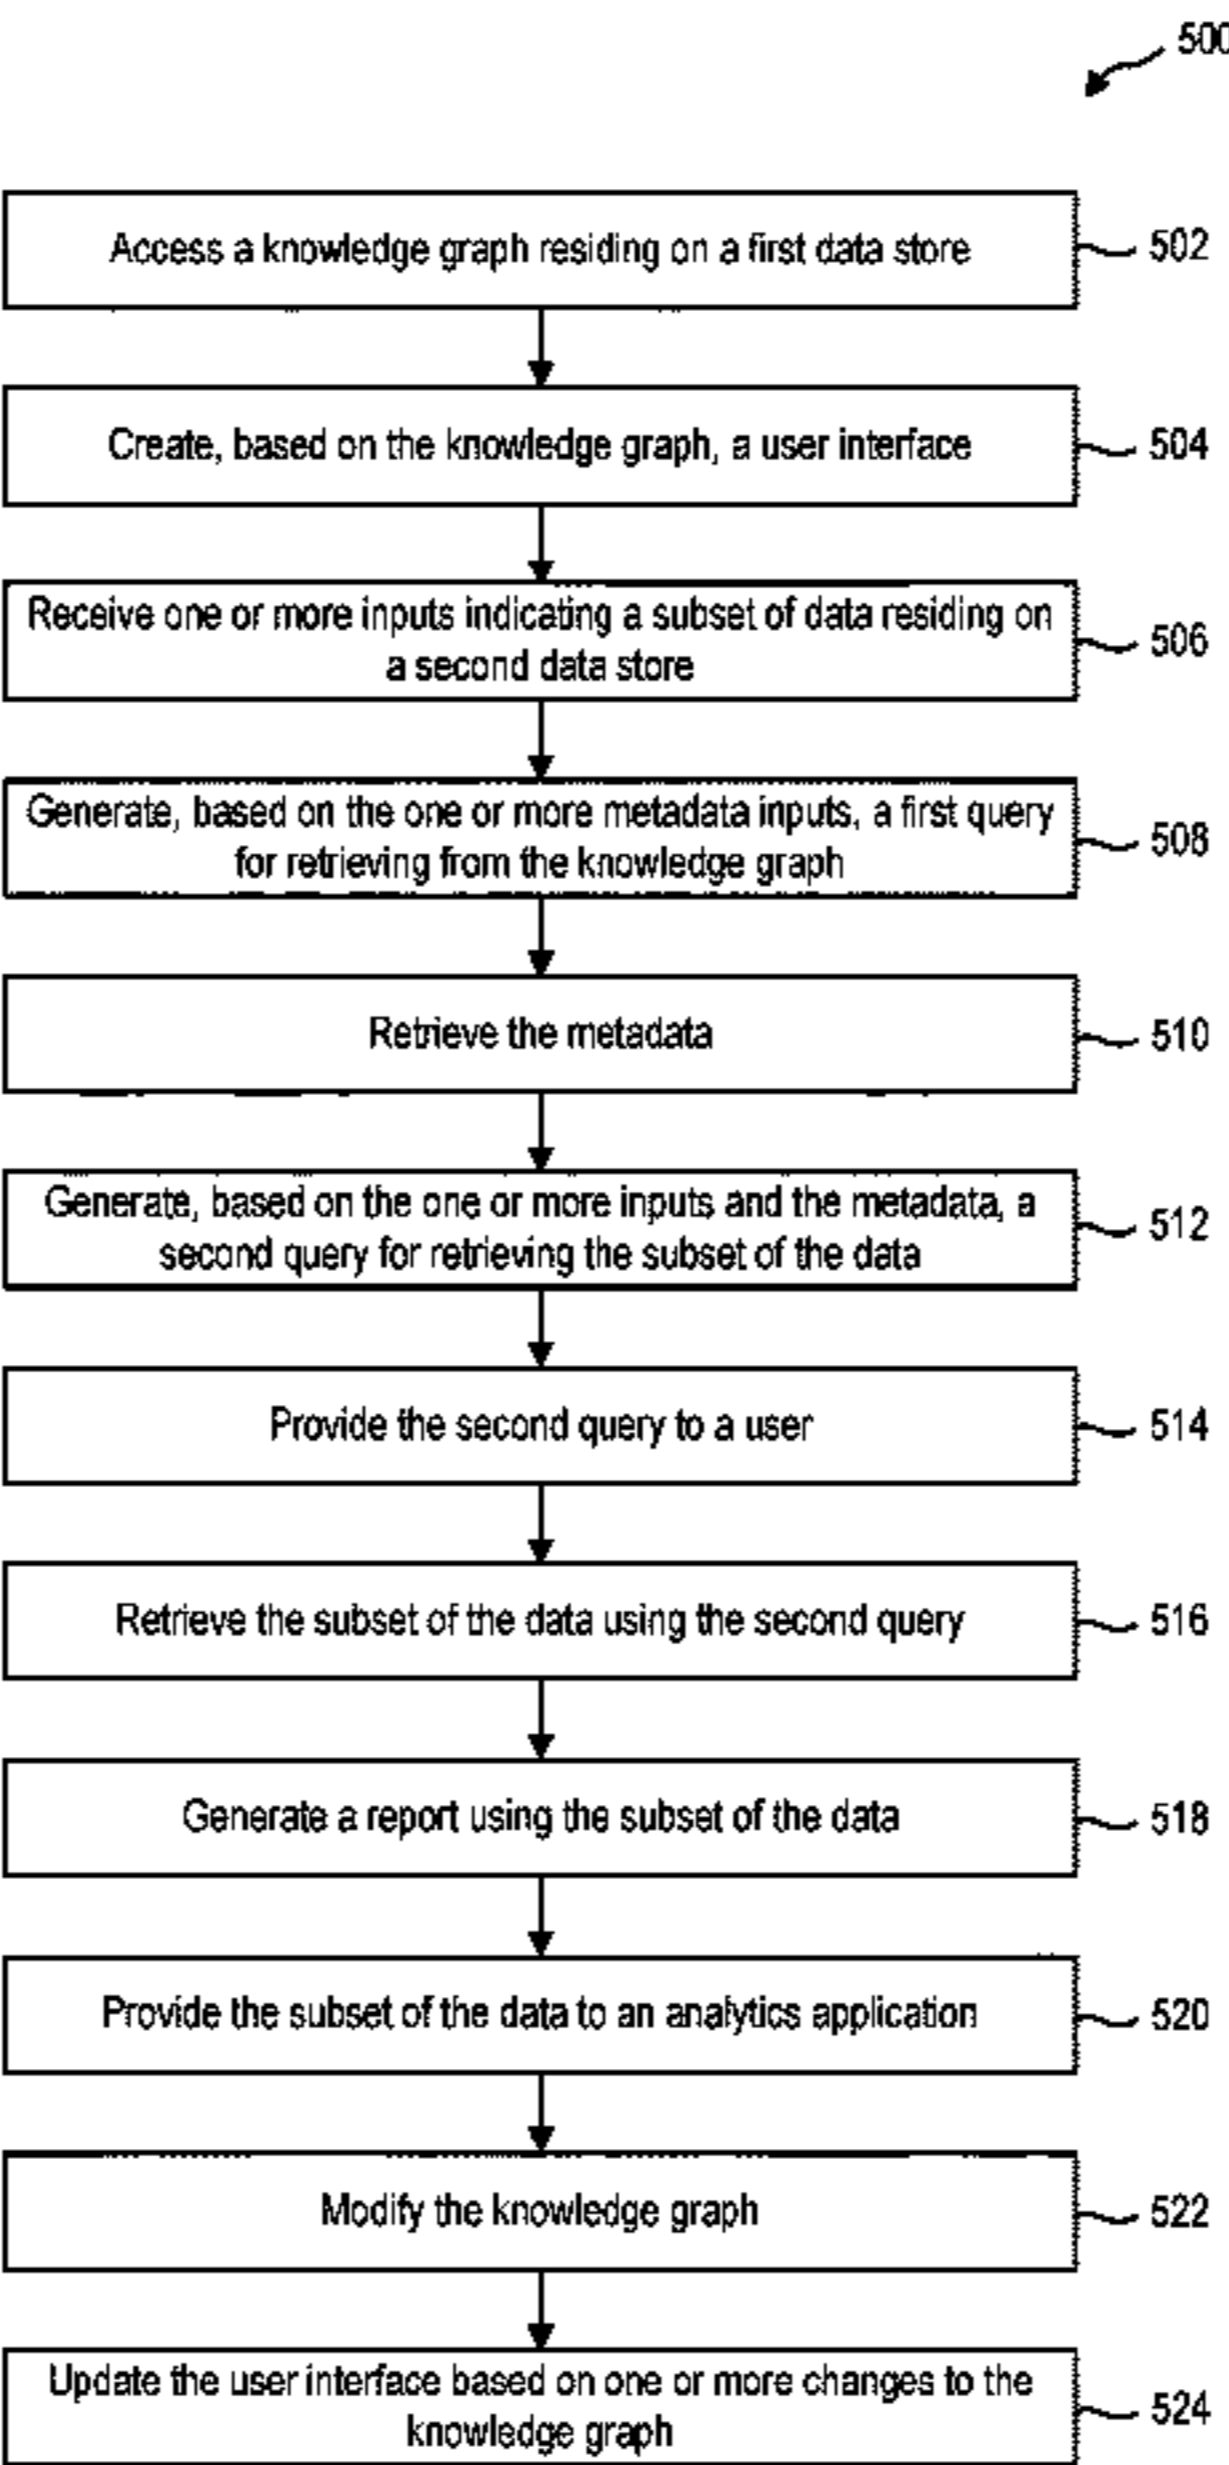 500
Access a knowledge graph residing on a first data store
502
Create, based on the knowledge graph, a user interface
504
Receive one or more inputs indicating a subset of data residing on
a second data store
506
Generate, based on the one or more metadata inputs, a first query
for retrieving from the knowledge graph
508
Retrieve the metadata
510
Generate, based on the one or more inputs and the metadata, a
second query for retrieving the subset of the data
512
Provide the second query to a user
514
Retrieve the subset of the data using the second query
516
Generate a report using the subset of the data
518
Provide the subset of the data to an analytics application
520
Modify the knowledge graph
522
Update the user interface based on one or more changes to the
knowledge graph
524